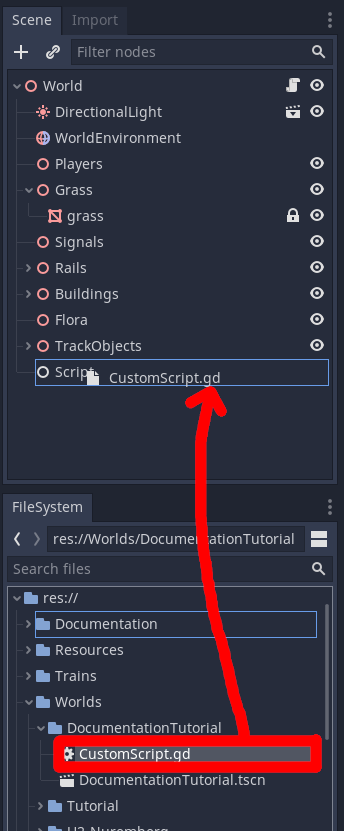 Scene Import
Filter nodes
World
DirectionalLight
WorldEnvironment
Players
Grass
grass
Signals
Rails
Buildings
Flora
TrackObjects
Script
CustomScript.gd
FileSystem
res://Worlds/DocumentationTutorial
Search files
res://
Documentation
Resources
Trains
Worlds
DocumentationTutorial
CustomScript.gd
DocumentationTutorial.tscn
Tutorial